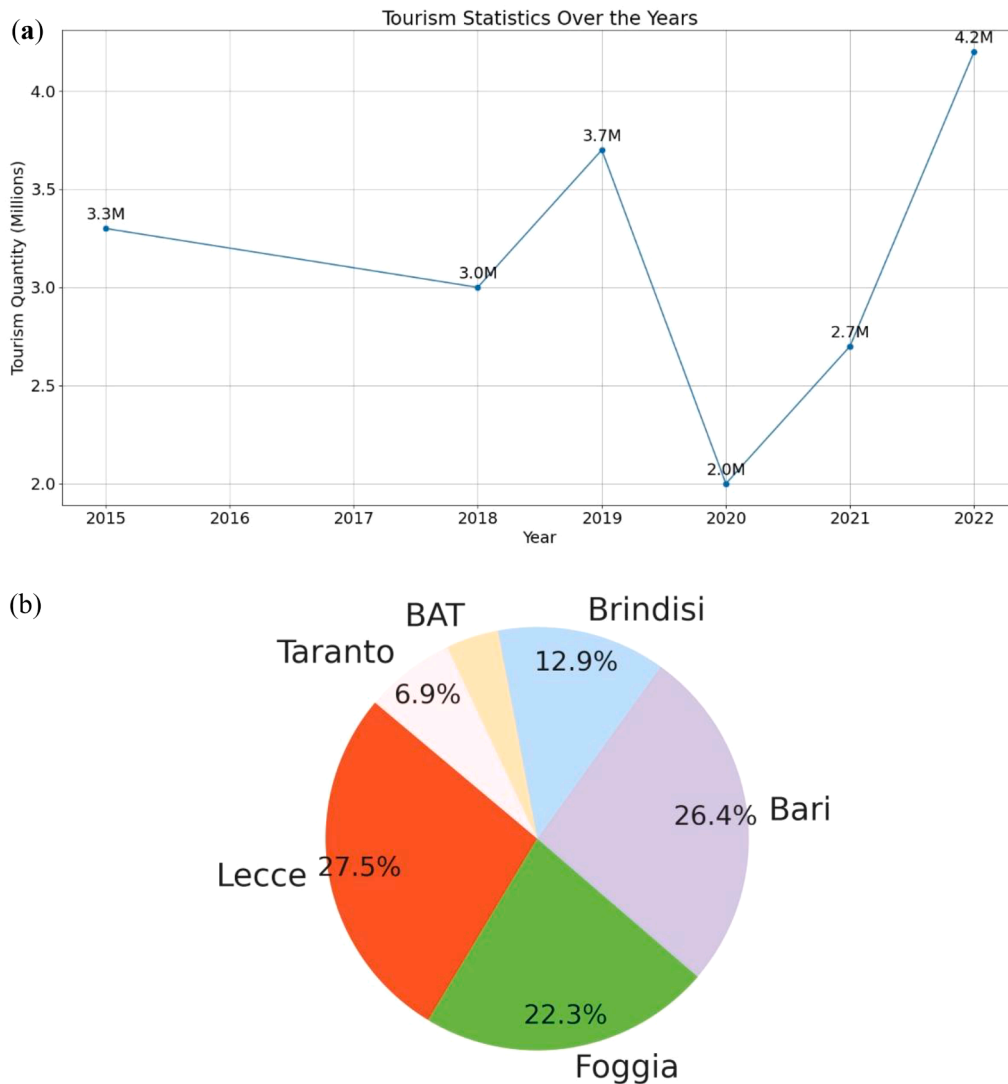 (a)
Tourism Statistics Over the Years
4.2M
4.0
3.7M
3.5
3.3M
3.0M
3.0
2.7M
2.5
2.0M
2.0
Tourism Quantity (Millions)
2015 2016 2017 2018 2019 2020 2021 2022
Year
(b)
BAT
Brindisi
Taranto
12.9%
6.9%
26.4% Bari
Lecce 27.5%
22.3%
Foggia